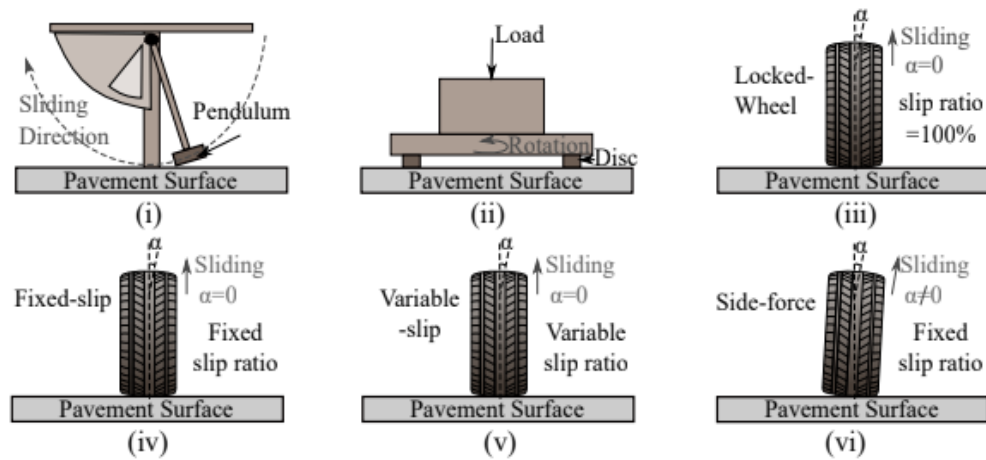 Sliding
Direction
Pendulum
Pavement Surface
(i)
Load
Rotation
Disc
Pavement Surface
(ii)
α
Locked-
Wheel
Sliding
α=0
slip ratio
=100%
Pavement Surface
(iii)
α
Fixed-slip
Sliding
α=0
Fixed
slip ratio
Pavement Surface
(iv)
α
Variable
-slip
Sliding
α=0
Variable
slip ratio
Pavement Surface
(v)
α
Side-force
Sliding
α≠0
Fixed
slip ratio
Pavement Surface
(vi)